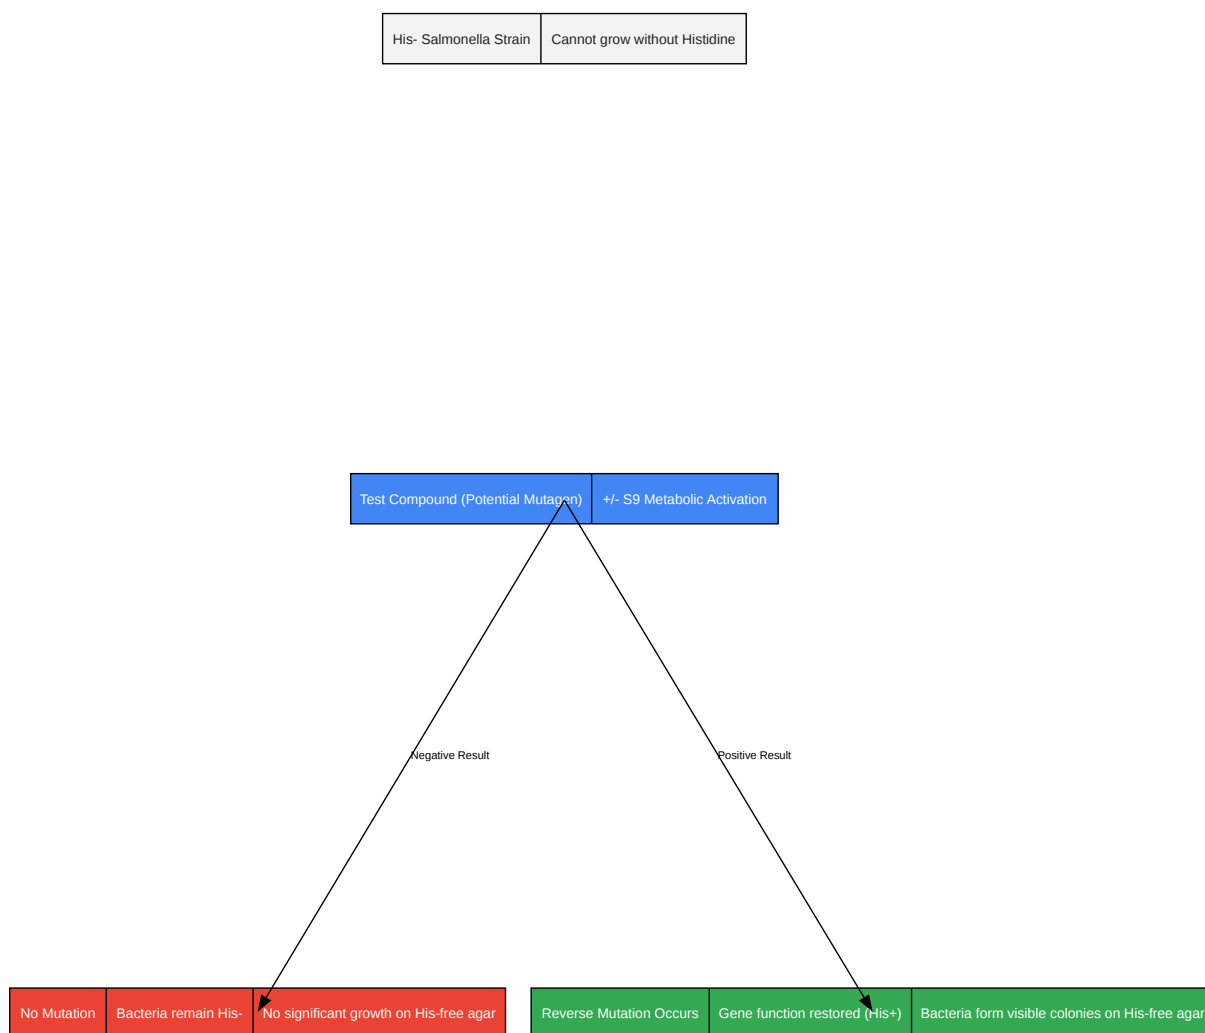 His- Salmonella Strain
Cannot grow without Histidine
Test Compound (Potential Mutagen)
+/- S9 Metabolic Activation
Negative Result
Positive Result
No Mutation
Bacteria remain His-
No significant growth on His-free agar
Reverse Mutation Occurs
Gene function restored (His+)
Bacteria form visible colonies on His-free agar